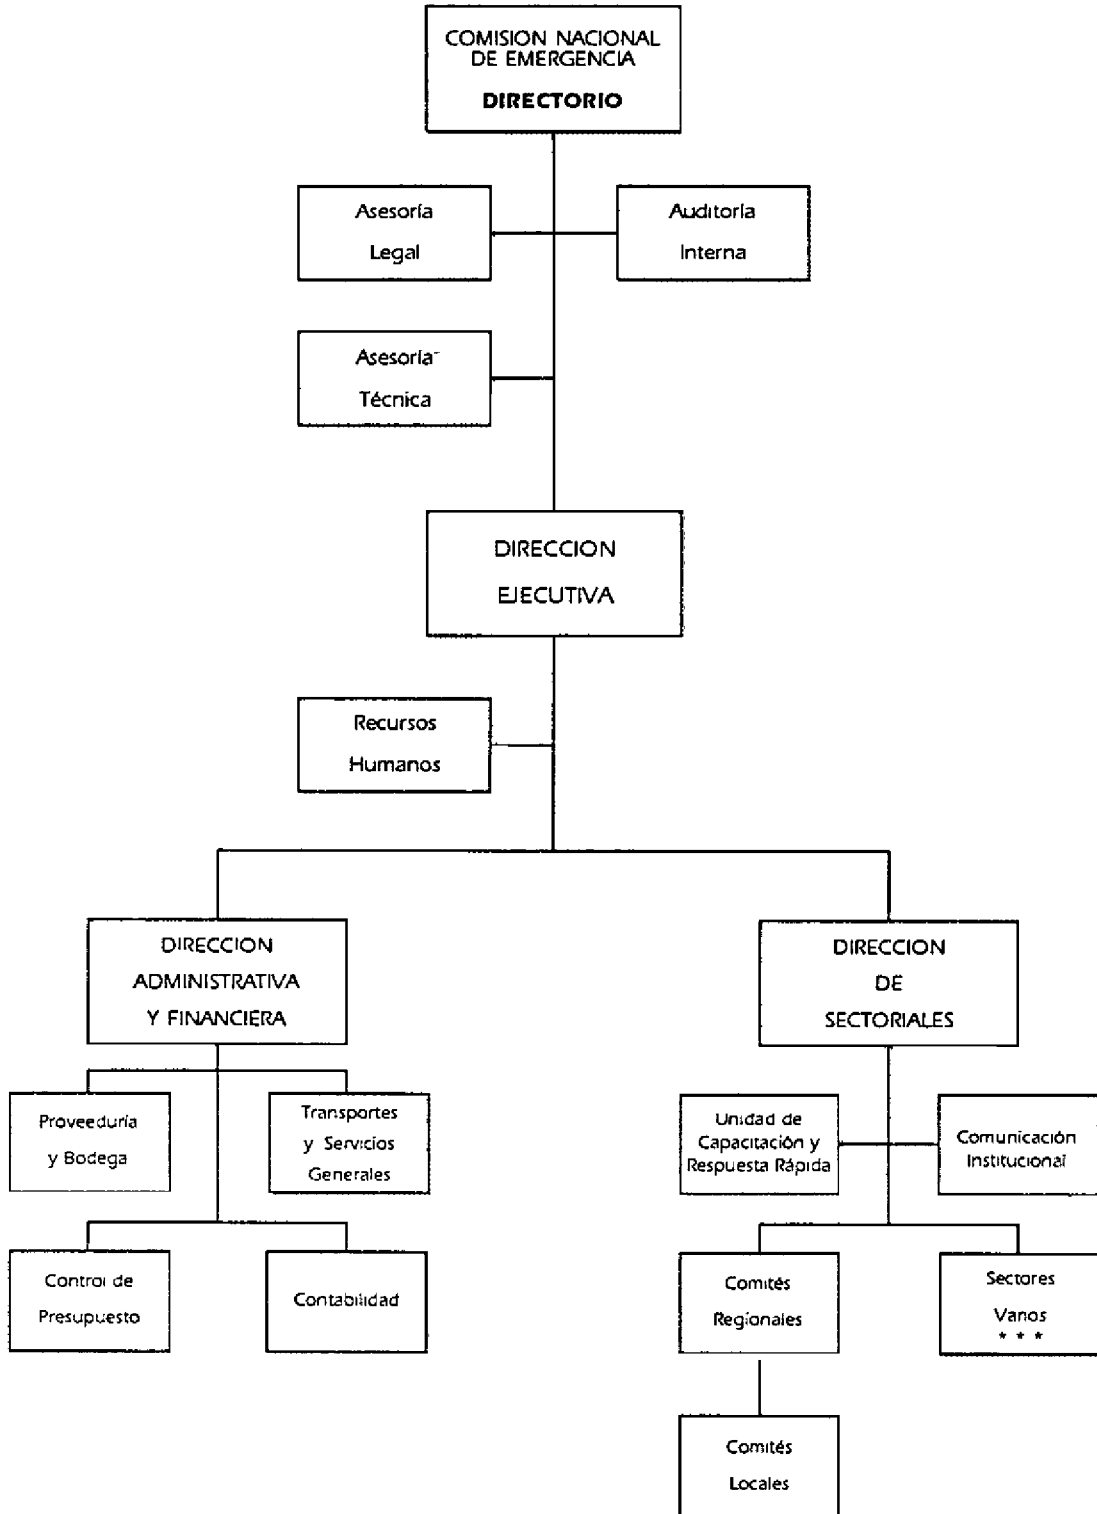 COMISION NACIONAL
DE EMERGENCIA
DIRECTORIO
Asesoría
Legal
Auditoría
Interna
Asesoría
Técnica
DIRECCION
EJECUTIVA
Recursos
Humanos
DIRECCION
ADMINISTRATIVA
Y FINANCIERA
DIRECCION
DE
SECTORIALES
Proveeduría
y Bodega
Transportes
y Servicios
Generales
Unidad de
Capacitación y
Respuesta Rápida
Comunicación
Institucional
Control de
Presupuesto
Contabilidad
Comités
Regionales
Sectores
Varios
* * *
Comités
Locales